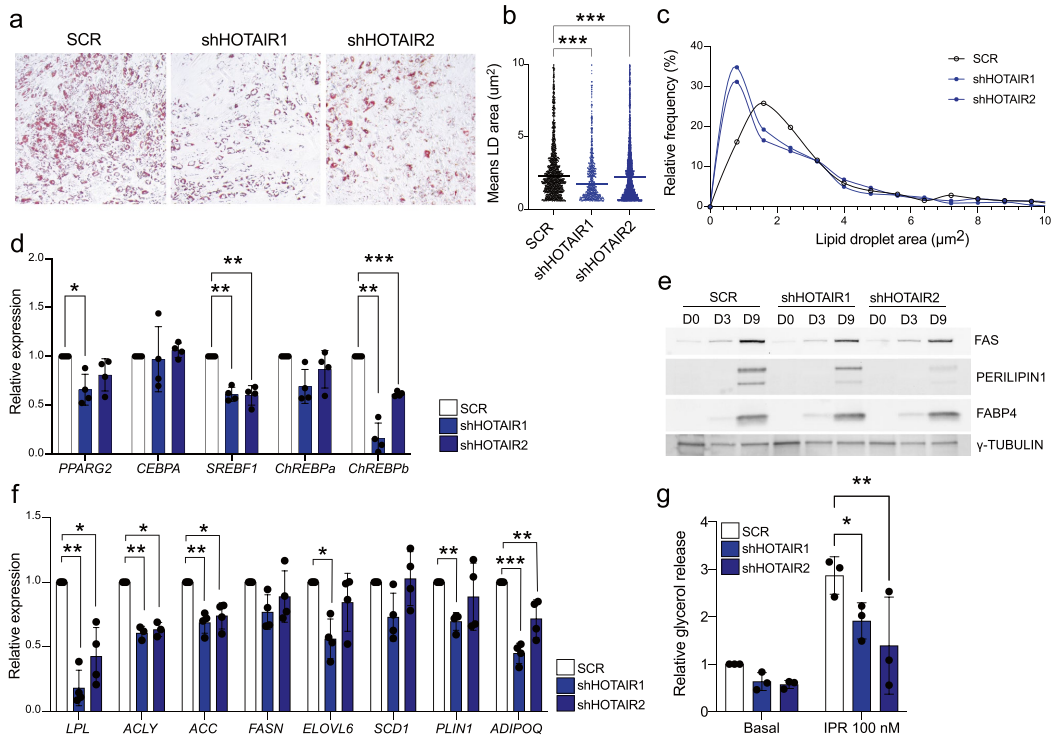 a
SCR shHOTAIR1 shHOTAIR2
b
***
***
Means LD area (um2)
10
5
0
SCR
shHOTAIR1
shHOTAIR2
c
Relative frequency (%)
40
30
20
10
0
0 2 4 6 8 10
Lipid droplet area (µm2)
SCR
shHOTAIR1
shHOTAIR2
d
Relative expression
2.0
1.5
1.0
0.5
0.0
*
**
**
***
**
PPARG2 CEBPA SREBF1 ChREBPa ChREBPb
SCR
shHOTAIR1
shHOTAIR2
e
SCR shHOTAIR1 shHOTAIR2
D0 D3 D9 D0 D3 D9 D0 D3 D9
FAS
PERILIPIN1
FABP4
γ-TUBULIN
f
Relative expression
1.5
1.0
0.5
0.0
*
**
*
**
*
**
*
**
**
***
LPL ACLY ACC FASN ELOVL6 SCD1 PLIN1 ADIPOQ
SCR
shHOTAIR1
shHOTAIR2
g
Relative glycerol release
4
3
2
1
0
SCR
shHOTAIR1
shHOTAIR2
**
*
Basal IPR 100 nM